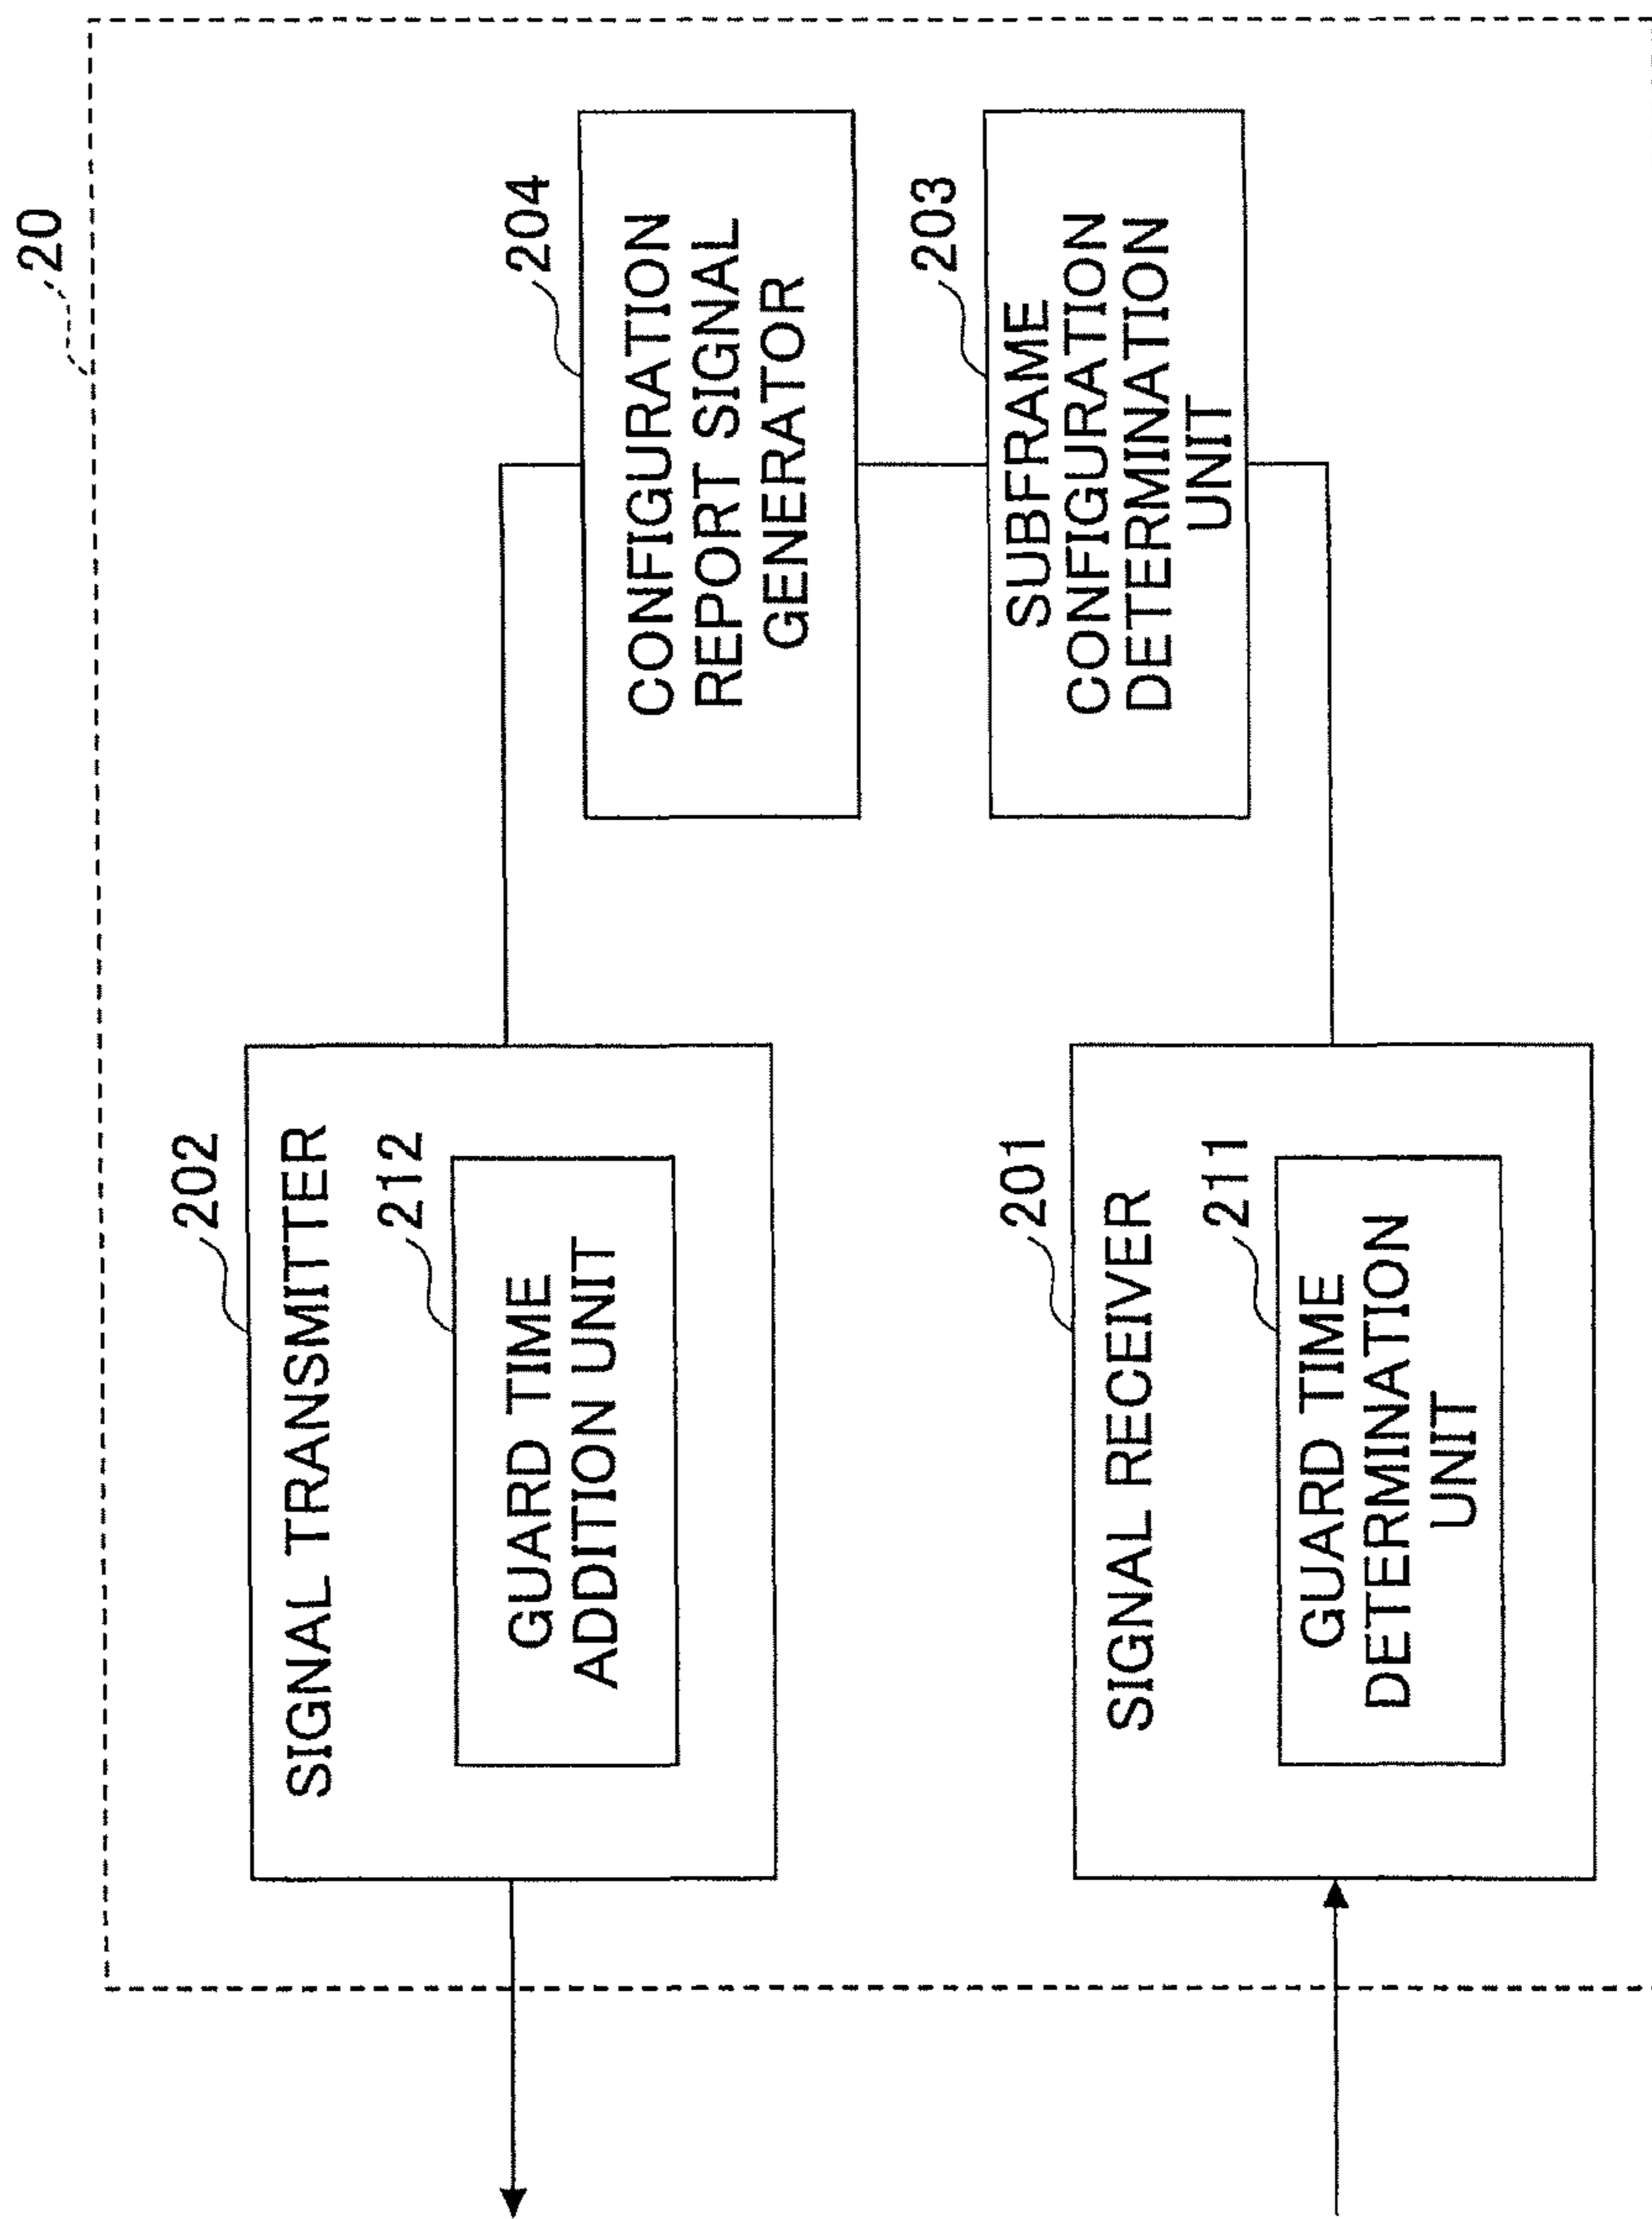 20
202
SIGNAL TRANSMITTER
212
GUARD TIME
ADDITION UNIT
204
CONFIGURATION
REPORT SIGNAL
GENERATOR
203
SUBFRAME
CONFIGURATION
DETERMINATION
UNIT
201
SIGNAL RECEIVER
211
GUARD TIME
DETERMINATION
UNIT